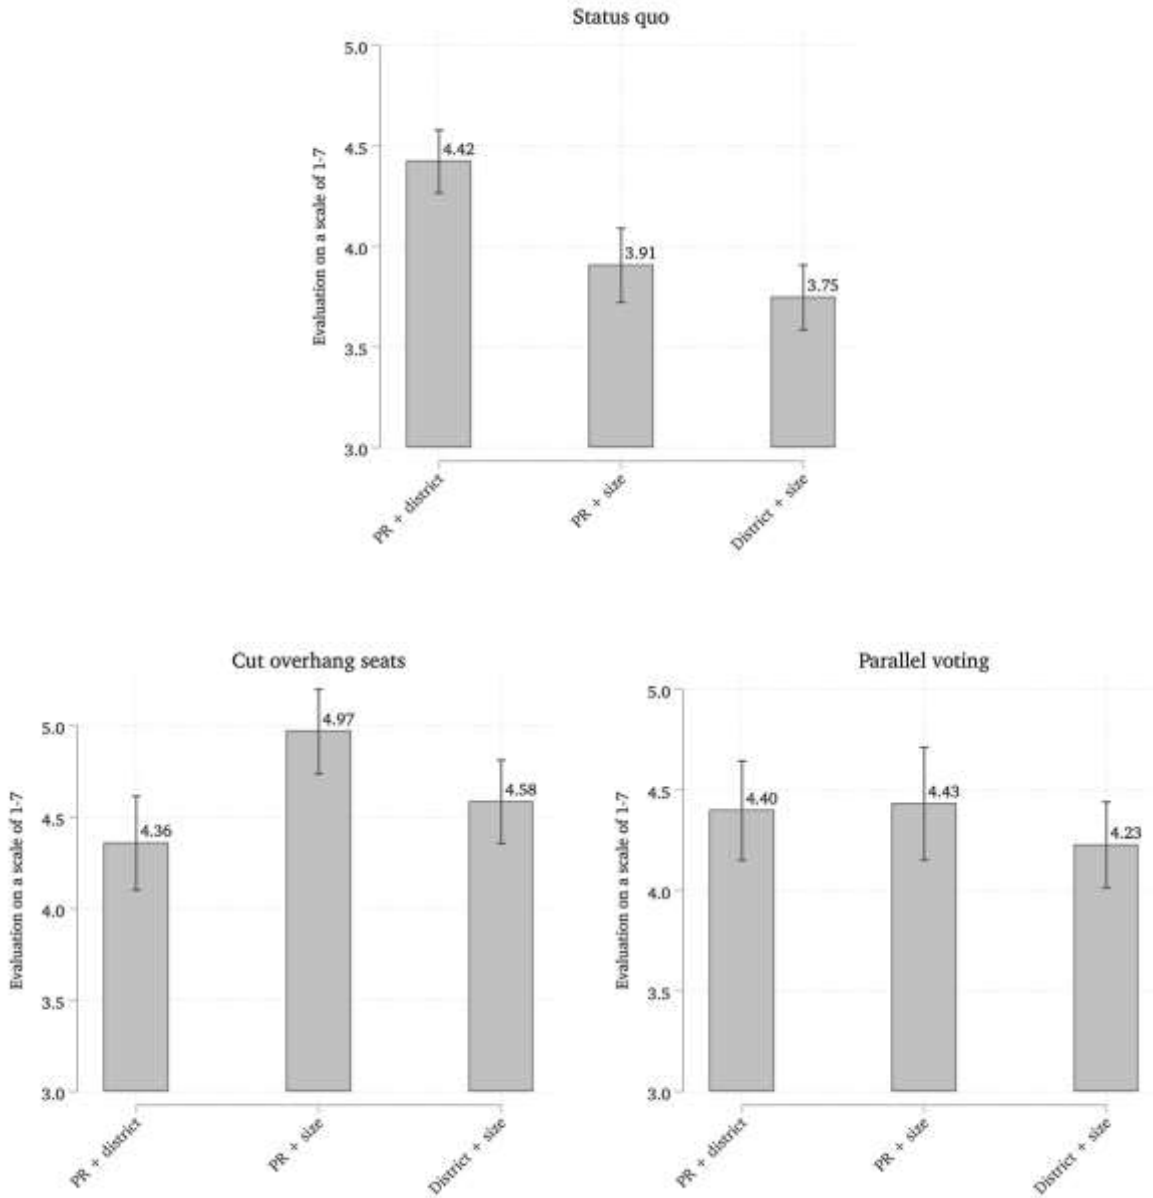 Status quo
Evaluation on a scale of 1-7
5.0
4.5
4.0
3.5
3.0
4.42
3.91
3.75
PR + district
PR + size
District + size
Cut overhang seats
Evaluation on a scale of 1-7
5.0
4.5
4.0
3.5
3.0
4.36
4.97
4.58
PR + district
PR + size
District + size
Parallel voting
Evaluation on a scale of 1-7
5.0
4.5
4.0
3.5
3.0
4.40
4.43
4.23
PR + district
PR + size
District + size